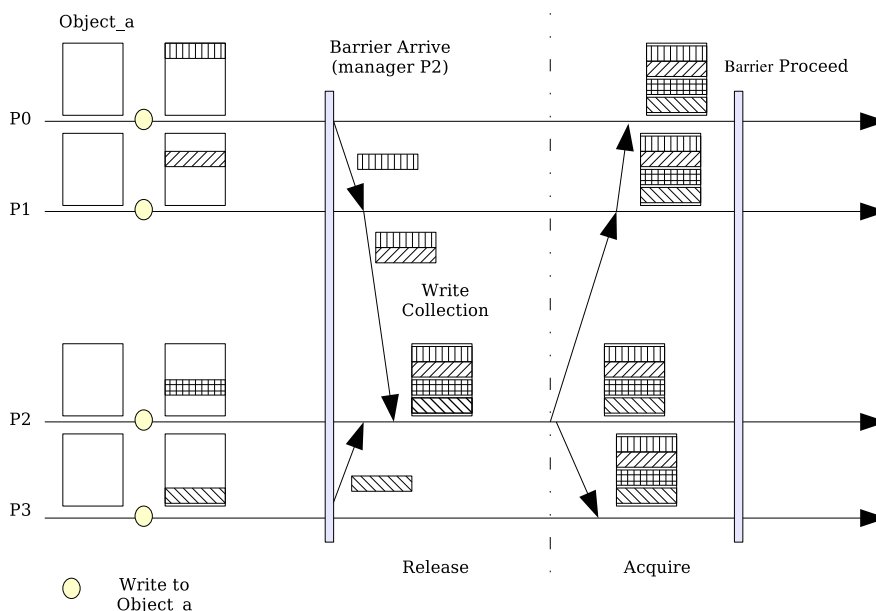 Object_a
Barrier Arrive
(manager P2)
Barrier Proceed
P0
P1
Write
Collection
P2
P3
Release
Acquire
Write to
Object_a